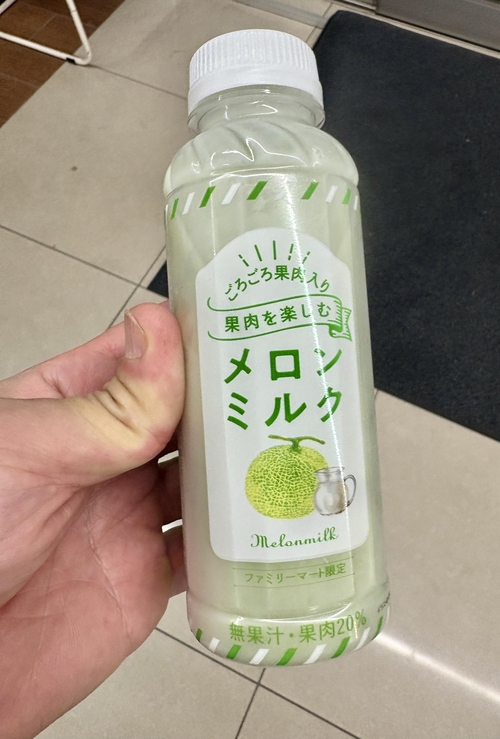 ごろごろ果肉入り
果肉を楽しむ
メロン
ミルク
Melonmilk
ファミリーマート限定
無果汁・果肉20%